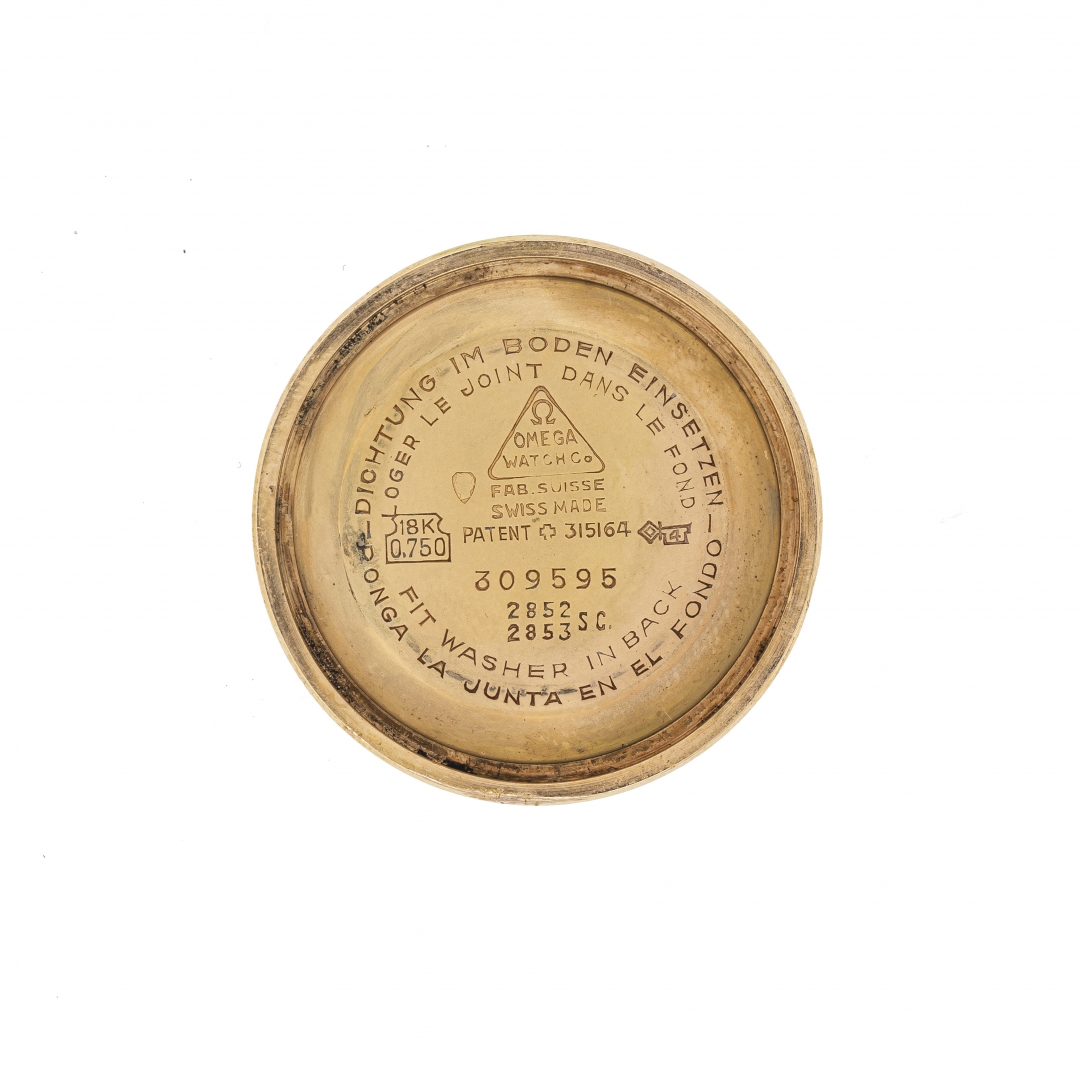 DICHTUNG IM BODEN EINSETZEN
LOGER LE JOINT DANS LE FOND
Ω
OMEGA
WATCH Co
FAB. SUISSE
SWISS MADE
PATENT ✚ 315164
4
18K
0.750
309595
2852
2853 SC.
FIT WASHER IN BACK
PONGA LA JUNTA EN EL FONDO